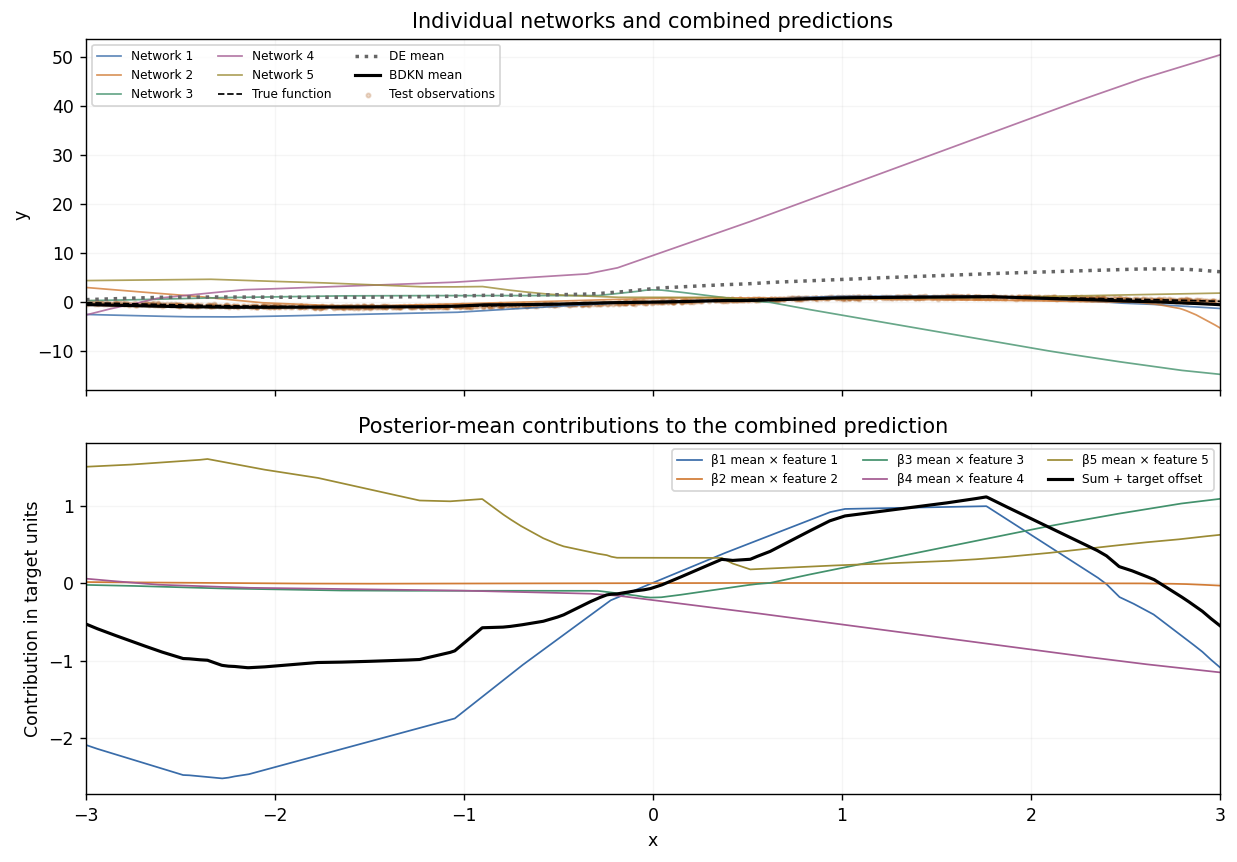 Individual networks and combined predictions
Network 1 Network 4 DE mean
Network 2 Network 5 BDKN mean
Network 3 True function Test observations
50
40
30
20
10
0
−10
y
Posterior-mean contributions to the combined prediction
β1 mean × feature 1 β3 mean × feature 3 β5 mean × feature 5
β2 mean × feature 2 β4 mean × feature 4 Sum + target offset
1
0
−1
−2
Contribution in target units
−3 −2 −1 0 1 2 3
x